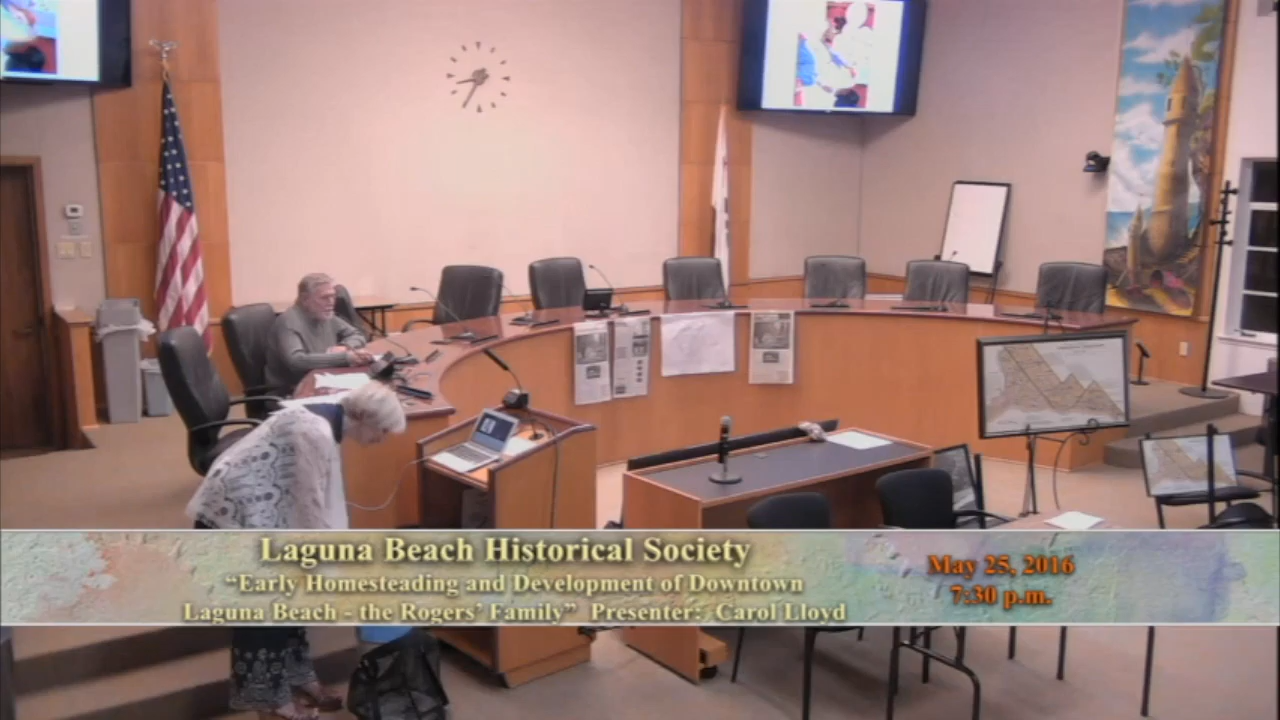 Laguna Beach Historical Society
“Early Homesteading and Development of Downtown
Laguna Beach - the Rogers’ Family” Presenter: Carol Lloyd
May 25, 2016
7:30 p.m.